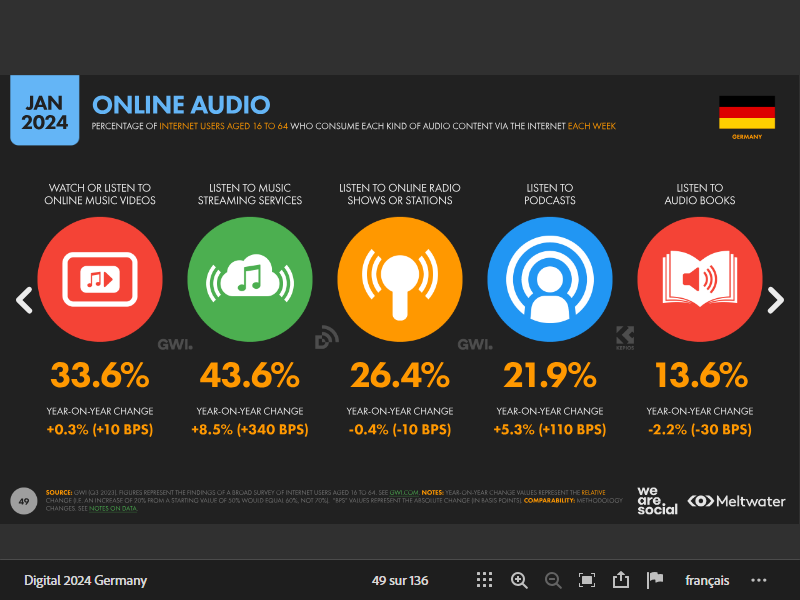 JAN
2024
ONLINE AUDIO
PERCENTAGE OF INTERNET USERS AGED 16 TO 64 WHO CONSUME EACH KIND OF AUDIO CONTENT VIA THE INTERNET EACH WEEK
GERMANY
WATCH OR LISTEN TO
ONLINE MUSIC VIDEOS
LISTEN TO MUSIC
STREAMING SERVICES
LISTEN TO ONLINE RADIO
SHOWS OR STATIONS
LISTEN TO
PODCASTS
LISTEN TO
AUDIO BOOKS
GWI.
GWI.
KEPIOS
33.6%
43.6%
26.4%
21.9%
13.6%
YEAR-ON-YEAR CHANGE
+0.3% (+10 BPS)
YEAR-ON-YEAR CHANGE
+8.5% (+340 BPS)
YEAR-ON-YEAR CHANGE
-0.4% (-10 BPS)
YEAR-ON-YEAR CHANGE
+5.3% (+110 BPS)
YEAR-ON-YEAR CHANGE
-2.2% (-30 BPS)
49
SOURCE: GWI (Q3 2023). FIGURES REPRESENT THE FINDINGS OF A BROAD SURVEY OF INTERNET USERS AGED 16 TO 64. SEE GWI.COM. NOTES: YEAR-ON-YEAR CHANGE VALUES REPRESENT THE RELATIVE
CHANGE (I.E. AN INCREASE OF 20% FROM A STARTING VALUE OF 50% WOULD EQUAL 60%, NOT 70%). "BPS" VALUES REPRESENT THE ABSOLUTE CHANGE (IN BASIS POINTS). COMPARABILITY: METHODOLOGY
CHANGES. SEE NOTES ON DATA.
we
are.
social
Meltwater
Digital 2024 Germany
49 sur 136
français